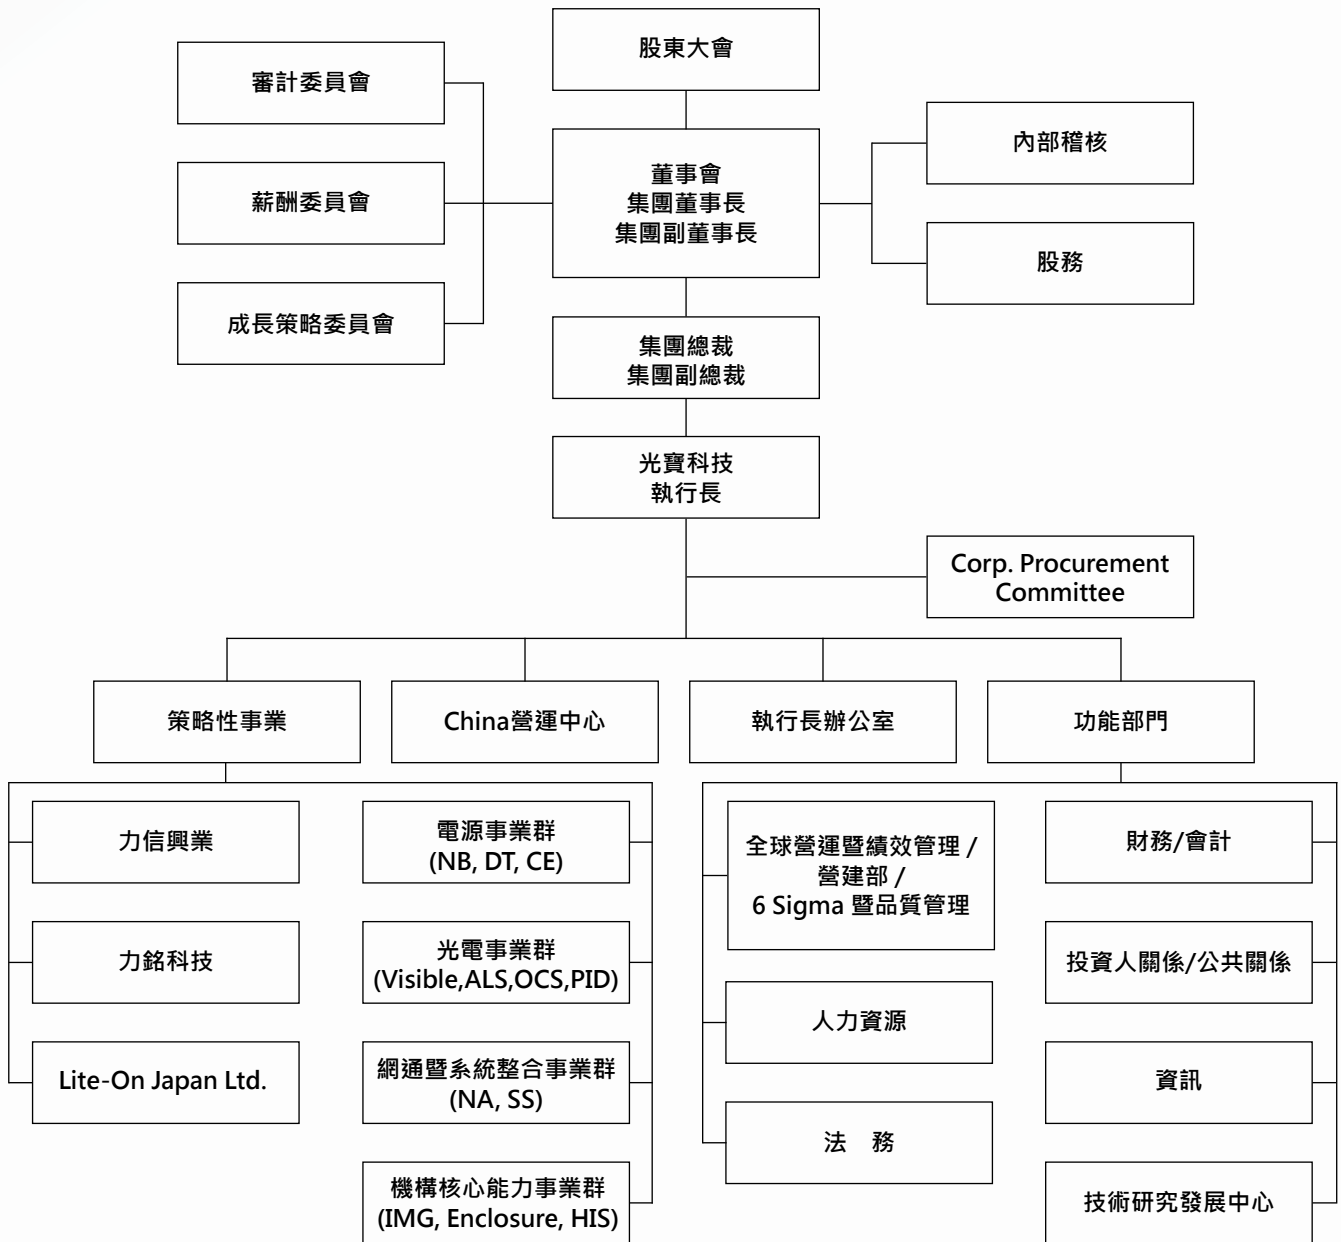 股東大會
審計委員會
薪酬委員會
成長策略委員會
董事會
集團董事長
集團副董事長
內部稽核
股務
集團總裁
集團副總裁
光寶科技
執行長
Corp. Procurement
Committee
策略性事業
China營運中心
執行長辦公室
功能部門
力信興業
力銘科技
Lite-On Japan Ltd.
電源事業群
(NB, DT, CE)
光電事業群
(Visible,ALS,OCS,PID)
網通暨系統整合事業群
(NA, SS)
機構核心能力事業群
(IMG, Enclosure, HIS)
全球營運暨績效管理 /
營建部 /
6 Sigma 暨品質管理
人力資源
法　務
財務/會計
投資人關係/公共關係
資訊
技術研究發展中心